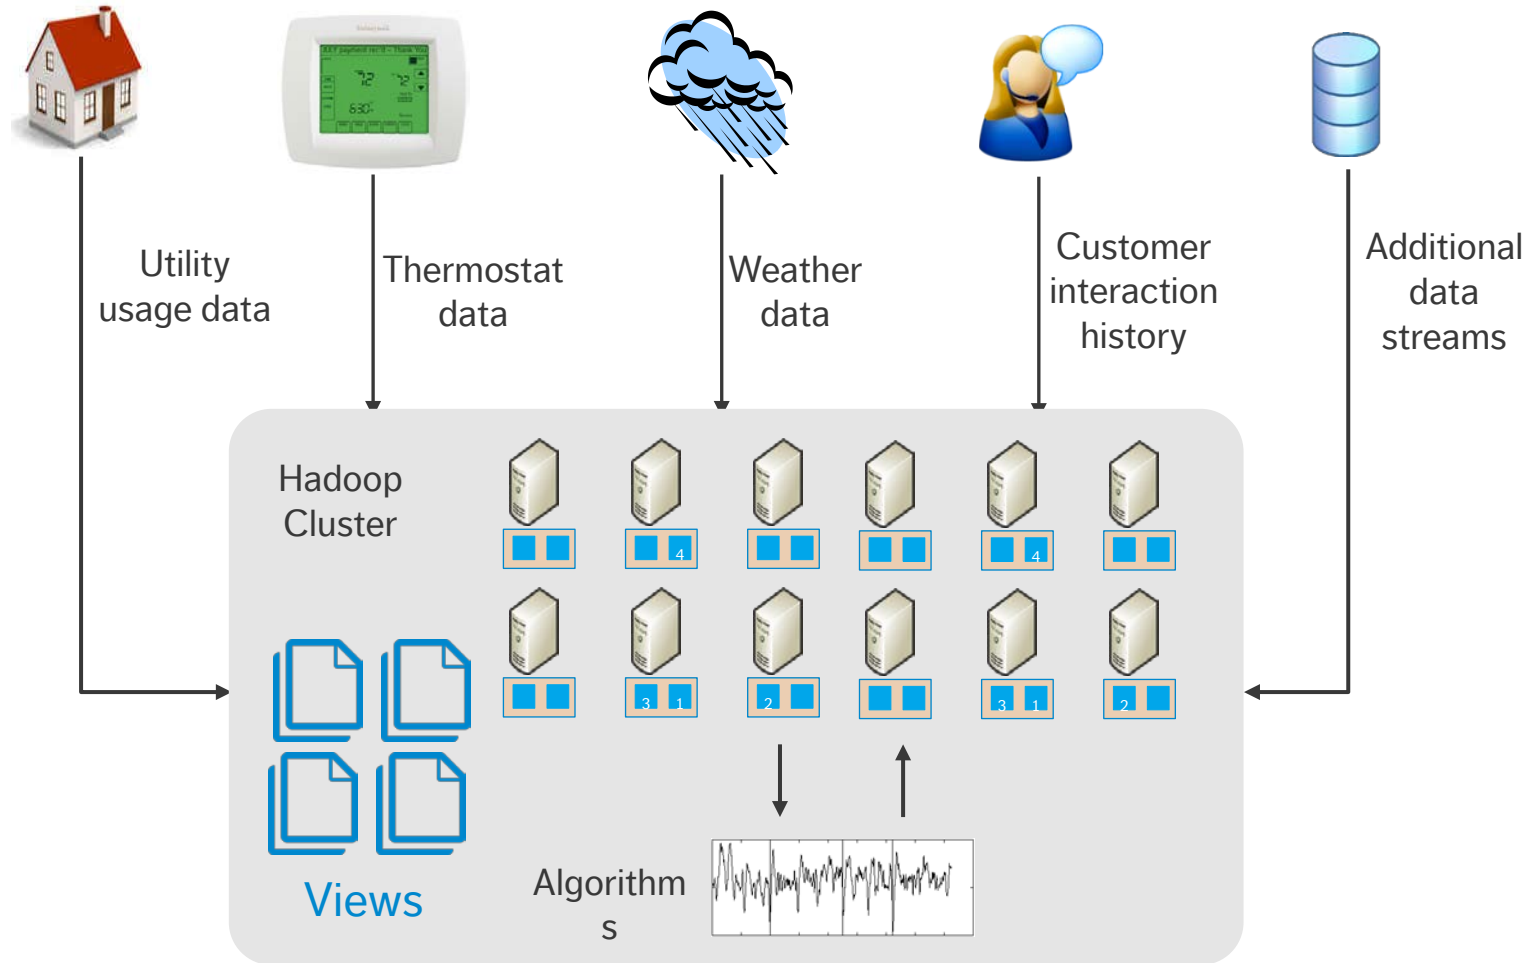 Honeywell
Utility
usage data
Thermostat
data
Weather
data
Customer
interaction
history
Additional
data
streams
Hadoop
Cluster
4
4
3 1
2
3 1
2
Views
Algorithm
s